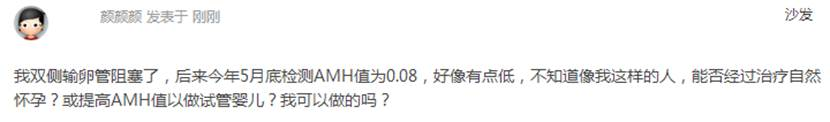 颜颜颜 发表于 刚刚
沙发
我双侧输卵管阻塞了，后来今年5月底检测AMH值为0.08，好像有点低，不知道像我这样的人，能否经过治疗自然
怀孕？或提高AMH值以做试管婴儿？我可以做的吗？